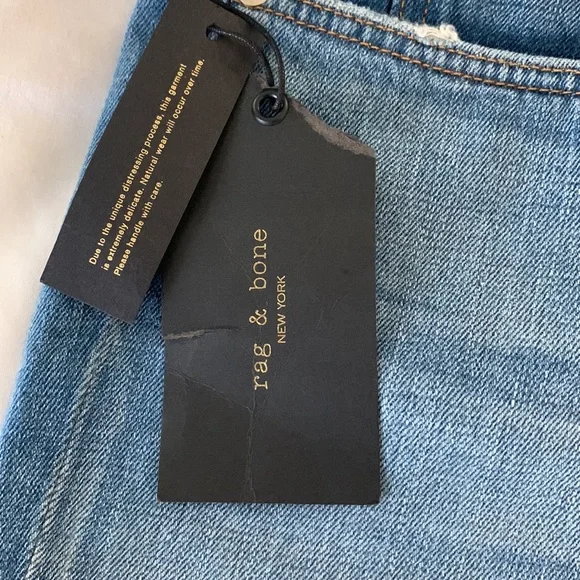 Due to the unique distressing process, this garment
is extremely delicate. Natural wear will occur over time.
Please handle with care.
rag & bone
NEW YORK